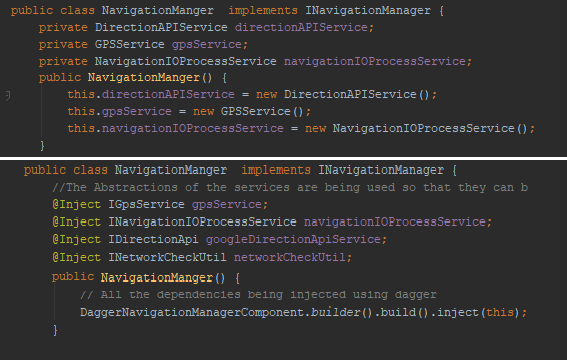 public class NavigationManger  implements INavigationManager {
private DirectionAPIService directionAPIService;
private GPSService gpsService;
private NavigationIOProcessService navigationIOProcessService;
public NavigationManger() {
this.directionAPIService = new DirectionAPIService();
this.gpsService = new GPSService();
this.navigationIOProcessService = new NavigationIOProcessService();
}
public class NavigationManger  implements INavigationManager {
//The Abstractions of the services are being used so that they can b
@Inject IGpsService gpsService;
@Inject INavigationIOProcessService navigationIOProcessService;
@Inject IDirectionApi googleDirectionApiService;
@Inject INetworkCheckUtil networkCheckUtil;
public NavigationManger() {
// All the dependencies being injected using dagger
DaggerNavigationManagerComponent.builder().build().inject(this);
}